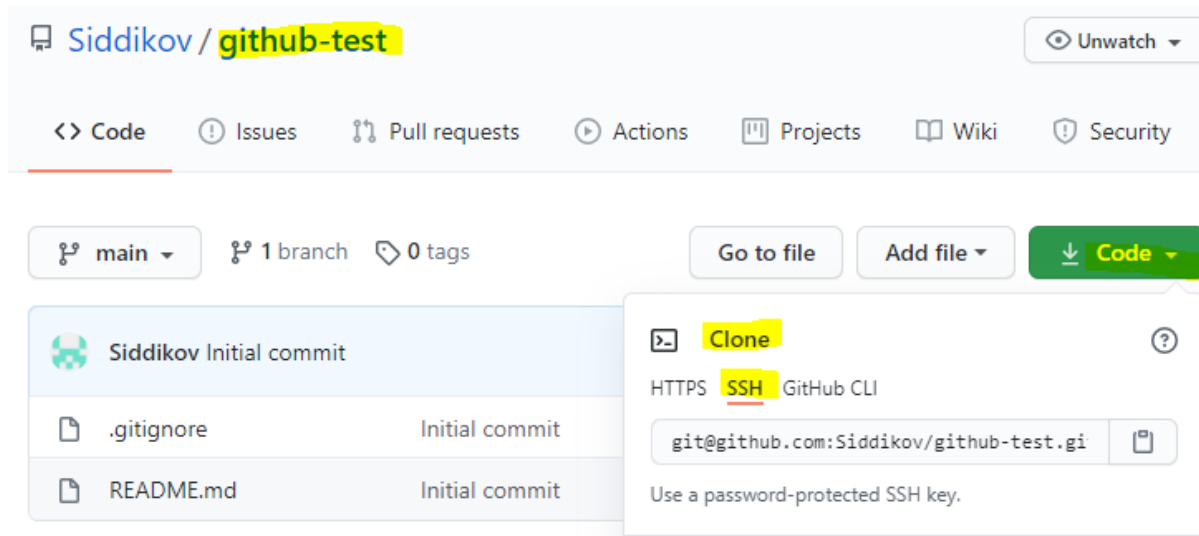 Siddikov / github-test
Unwatch
Code Issues Pull requests Actions Projects Wiki Security
main 1 branch 0 tags Go to file Add file Code
Siddikov Initial commit
.gitignore Initial commit
README.md Initial commit
Clone
HTTPS SSH GitHub CLI
git@github.com:Siddikov/github-test.gi
Use a password-protected SSH key.